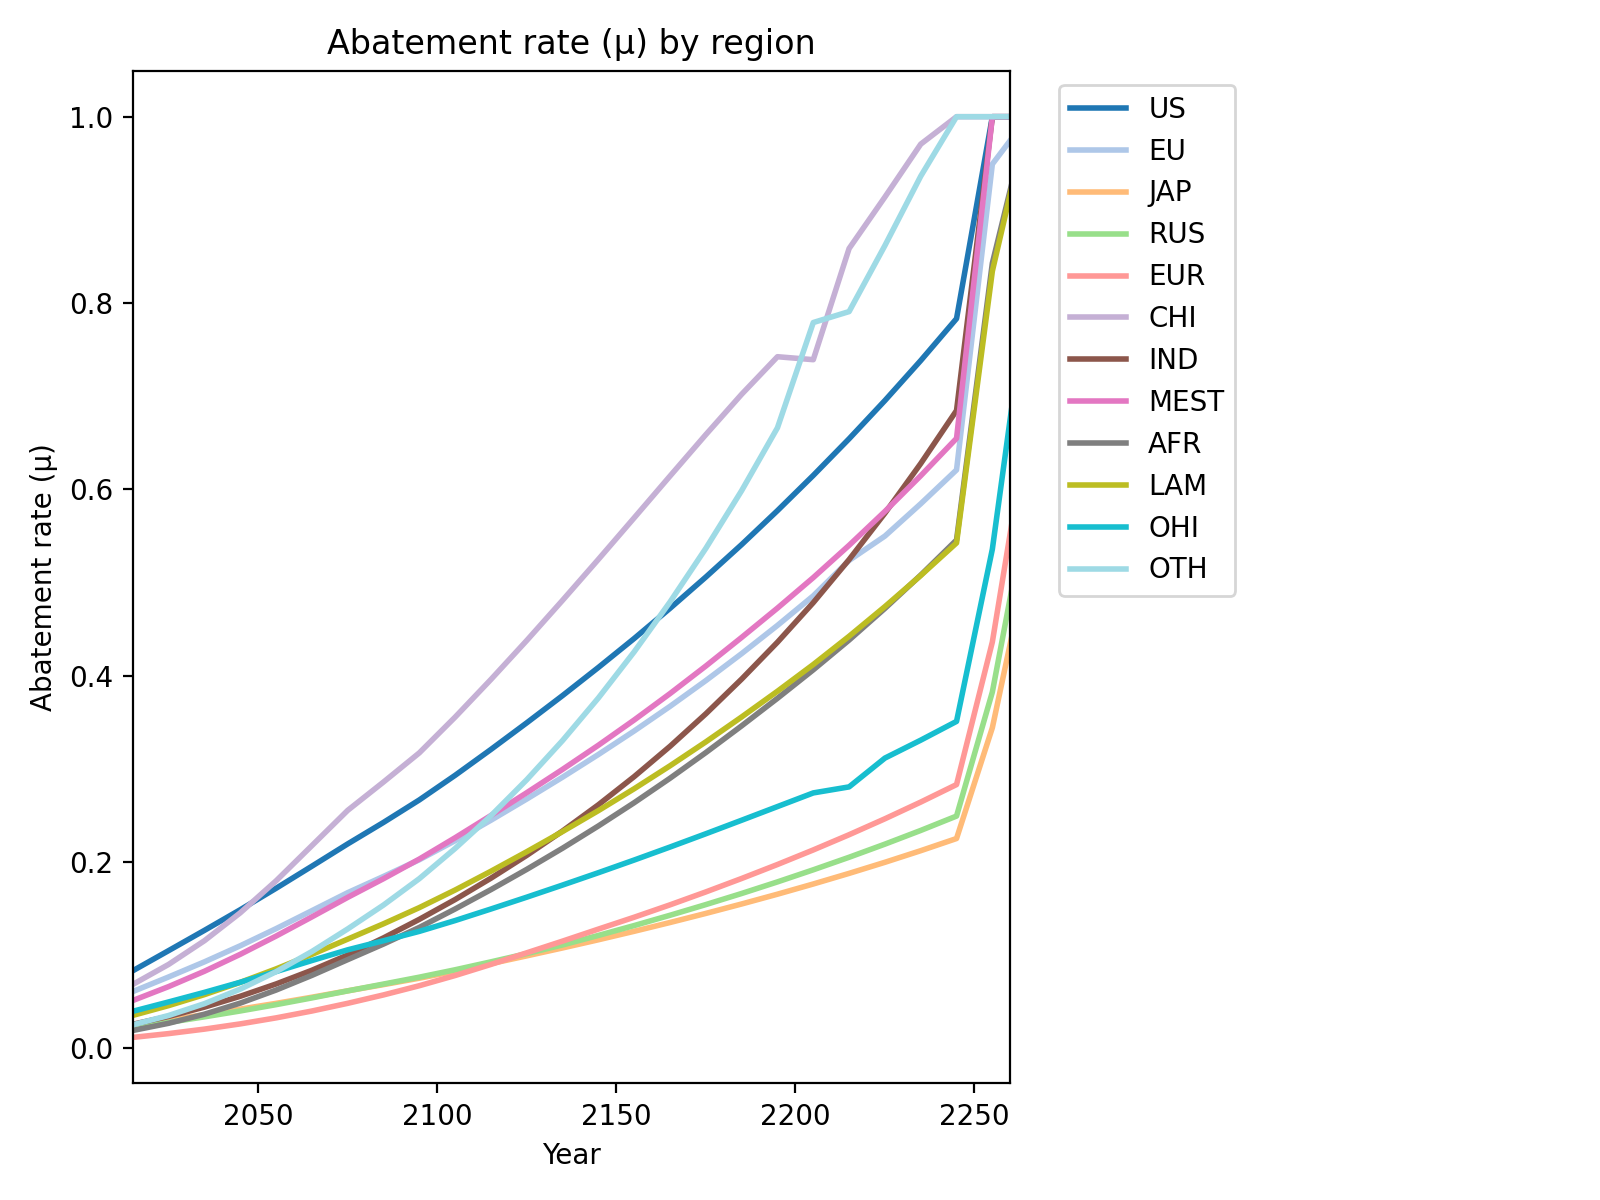 Abatement rate (μ) by region
1.0
0.8
0.6
0.4
0.2
0.0
Abatement rate (μ)
2050 2100 2150 2200 2250
Year
US
EU
JAP
RUS
EUR
CHI
IND
MEST
AFR
LAM
OHI
OTH